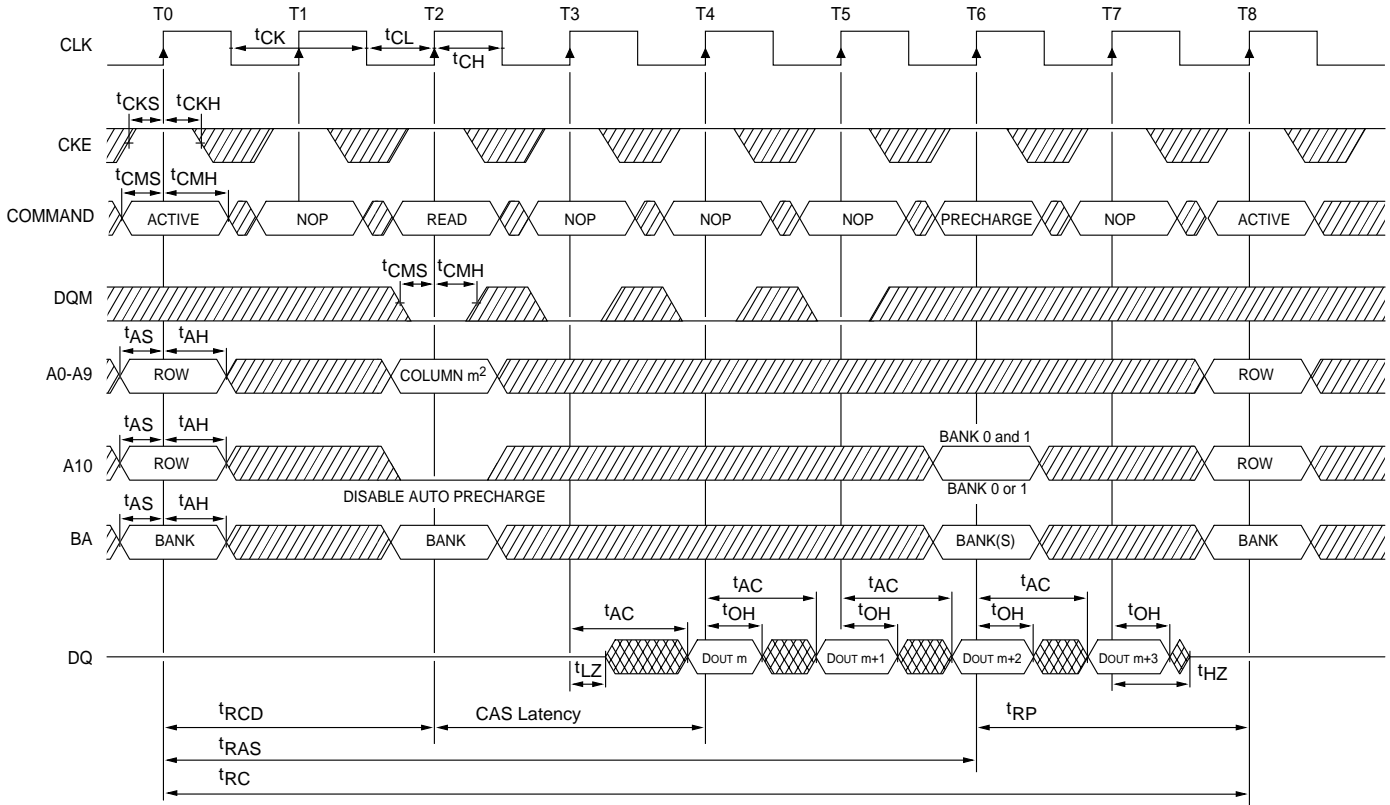 T0 T1 T2 T3 T4 T5 T6 T7 T8
CLK
tCK tCL
tCH
tCKS tCKH
CKE
tCMS tCMH
COMMAND ACTIVE NOP READ NOP NOP NOP PRECHARGE NOP ACTIVE
tCMS tCMH
DQM
tAS tAH
A0-A9 ROW COLUMN m2 ROW
tAS tAH
BANK 0 and 1
A10 ROW ROW
DISABLE AUTO PRECHARGE BANK 0 or 1
tAS tAH
BA BANK BANK BANK(S) BANK
tAC tAC tAC
tAC tOH tOH tOH tOH
DQ DOUT m DOUT m+1 DOUT m+2 DOUT m+3
tLZ tHZ
tRCD CAS Latency tRP
tRAS
tRC